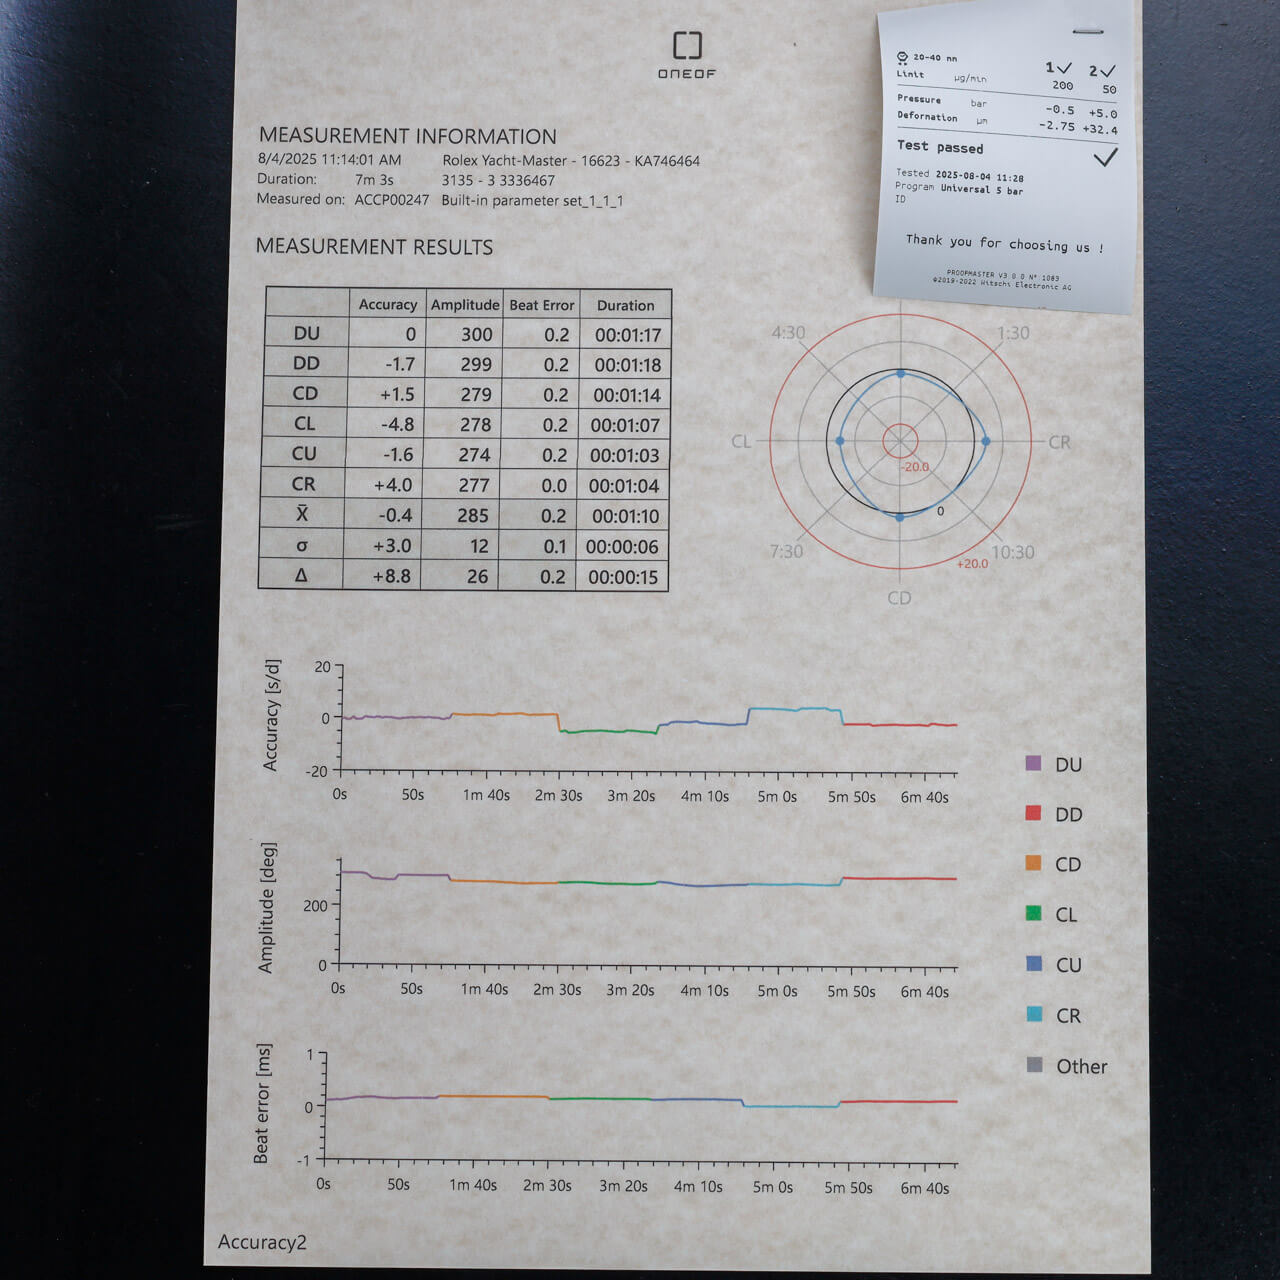 ONEOF
20-40 mm 1✓ 2✓
Limit µg/min 200 50
Pressure bar -0.5 +5.0
Deformation µm -2.75 +32.4
Test passed ✓
Tested 2025-08-04 11:28
Program Universal 5 bar
ID
Thank you for choosing us !
PROOFMASTER V3.0.0 N° 1083
©2019-2022 Witschi Electronic AG
MEASUREMENT INFORMATION
8/4/2025 11:14:01 AM Rolex Yacht-Master - 16623 - KA746464
Duration: 7m 3s 3135 - 3 3336467
Measured on: ACCP00247 Built-in parameter set_1_1_1
MEASUREMENT RESULTS
Accuracy Amplitude Beat Error Duration
DU 0 300 0.2 00:01:17
DD -1.7 299 0.2 00:01:18
CD +1.5 279 0.2 00:01:14
CL -4.8 278 0.2 00:01:07
CU -1.6 274 0.2 00:01:03
CR +4.0 277 0.0 00:01:04
X̄ -0.4 285 0.2 00:01:10
σ +3.0 12 0.1 00:00:06
Δ +8.8 26 0.2 00:00:15
4:30 1:30
CL CR
-20.0
0
7:30 10:30
+20.0
CD
Accuracy [s/d]
20
0
-20
0s 50s 1m 40s 2m 30s 3m 20s 4m 10s 5m 0s 5m 50s 6m 40s
Amplitude [deg]
200
0
0s 50s 1m 40s 2m 30s 3m 20s 4m 10s 5m 0s 5m 50s 6m 40s
Beat error [ms]
1
0
-1
0s 50s 1m 40s 2m 30s 3m 20s 4m 10s 5m 0s 5m 50s 6m 40s
DU
DD
CD
CL
CU
CR
Other
Accuracy2